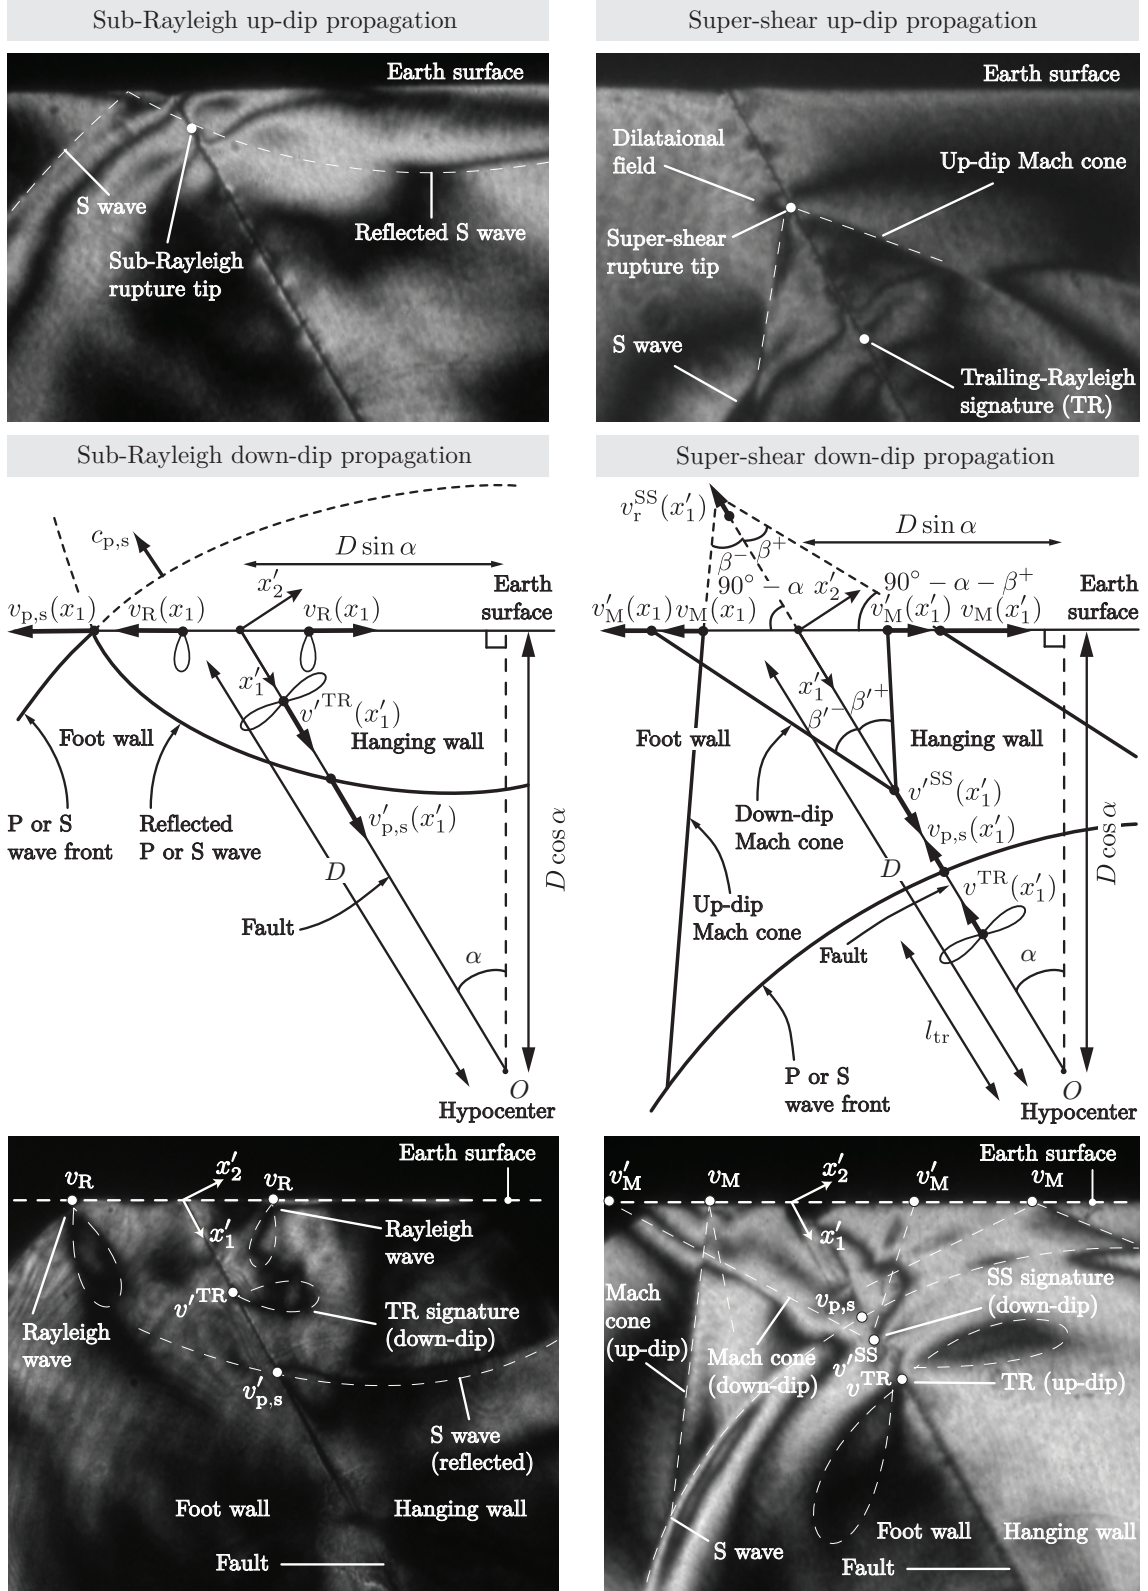 Sub-Rayleigh up-dip propagation
Earth surface
S wave
Sub-Rayleigh
rupture tip
Reflected S wave
Super-shear up-dip propagation
Earth surface
Dilataional
field
Up-dip Mach cone
Super-shear
rupture tip
S wave
Trailing-Rayleigh
signature (TR)
Sub-Rayleigh down-dip propagation
c_{p,s}
D sin α
x′_2
Earth
surface
v_{p,s}(x_1)
v_R(x_1)
v_R(x_1)
x′_1
v′^{TR}(x′_1)
Foot wall
Hanging wall
v′_{p,s}(x′_1)
P or S
wave front
Reflected
P or S wave
D
D cos α
Fault
α
O
Hypocenter
Super-shear down-dip propagation
v_r^{SS}(x′_1)
D sin α
β^−
β^+
90° − α
x′_2
90° − α − β^+
Earth
surface
v′_M(x_1)
v_M(x_1)
v′_M(x′_1)
v_M(x′_1)
x′_1
β′^−
β′^+
Foot wall
Hanging wall
v′^{SS}(x′_1)
Down-dip
Mach cone
v_{p,s}(x′_1)
D
D cos α
v^{TR}(x′_1)
Up-dip
Mach cone
Fault
α
l_{tr}
P or S
wave front
O
Hypocenter
Earth surface
v_R
x′_2
v_R
x′_1
Rayleigh
wave
v′^{TR}
TR signature
(down-dip)
Rayleigh
wave
v′_{p,s}
S wave
(reflected)
Foot wall
Hanging wall
Fault
Earth surface
v′_M
v_M
x′_2
v′_M
v_M
x′_1
SS signature
(down-dip)
Mach
cone
(up-dip)
v_{p,s}
Mach cone
(down-dip)
v′^{SS}
v^{TR}
TR (up-dip)
S wave
Foot wall
Hanging wall
Fault